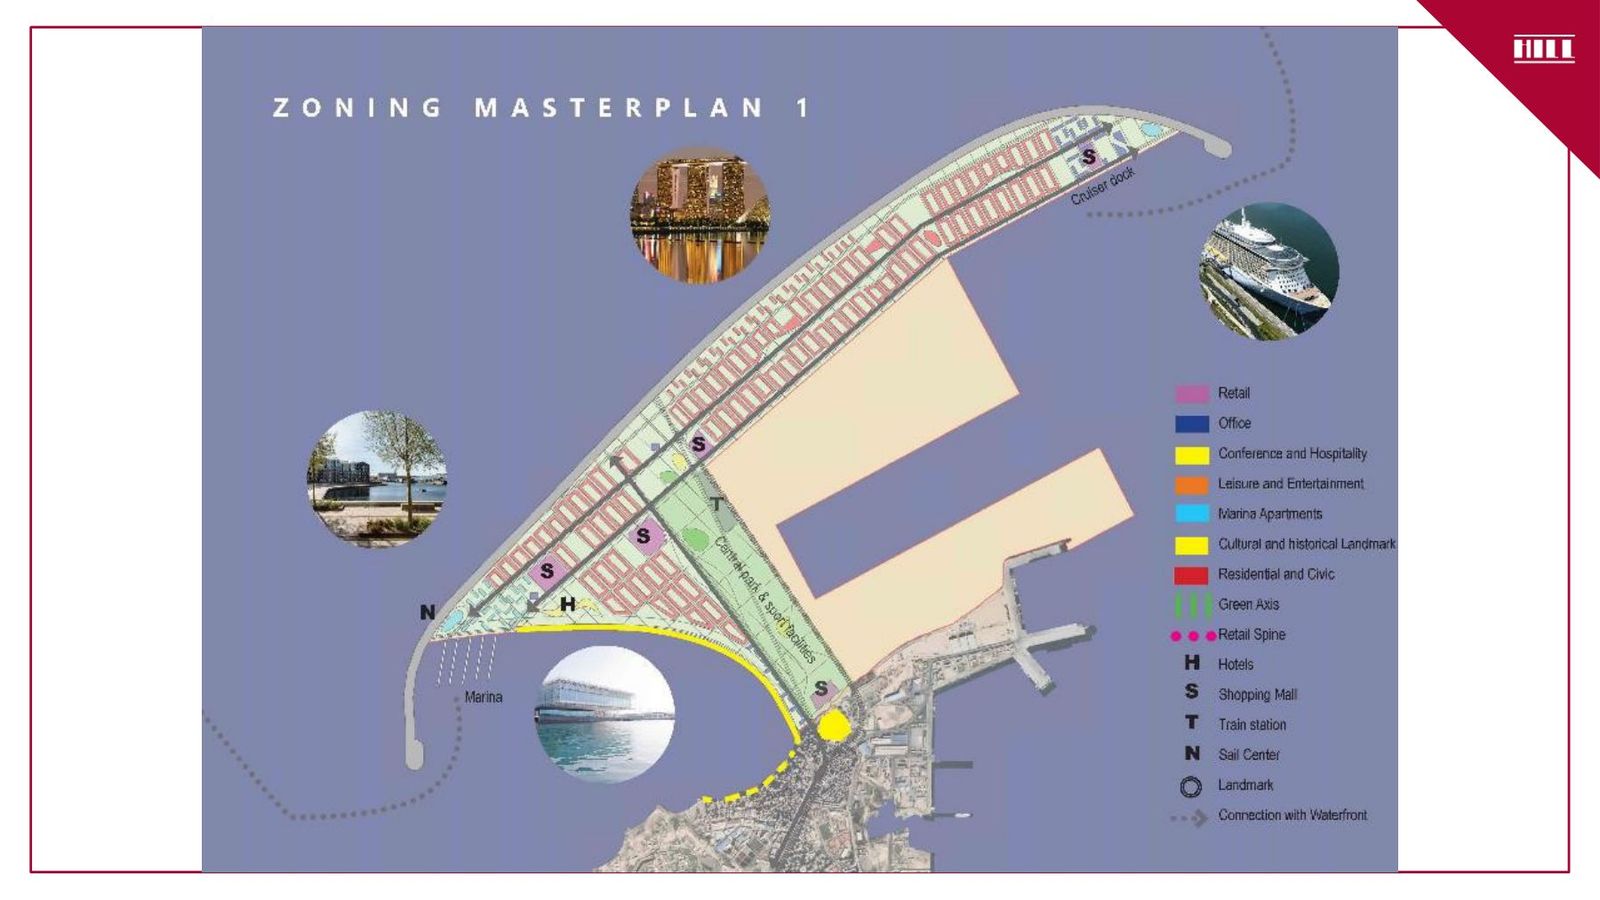 HILL
ZONING MASTERPLAN 1
S
Cruiser dock
S
T
S
Central park & sport facilities
S
H
N
Marina
S
Retail
Office
Conference and Hospitality
Leisure and Entertainment
Marina Apartments
Cultural and historical Landmark
Residential and Civic
Green Axis
Retail Spine
H Hotels
S Shopping Mall
T Train station
N Sail Center
Landmark
Connection with Waterfront